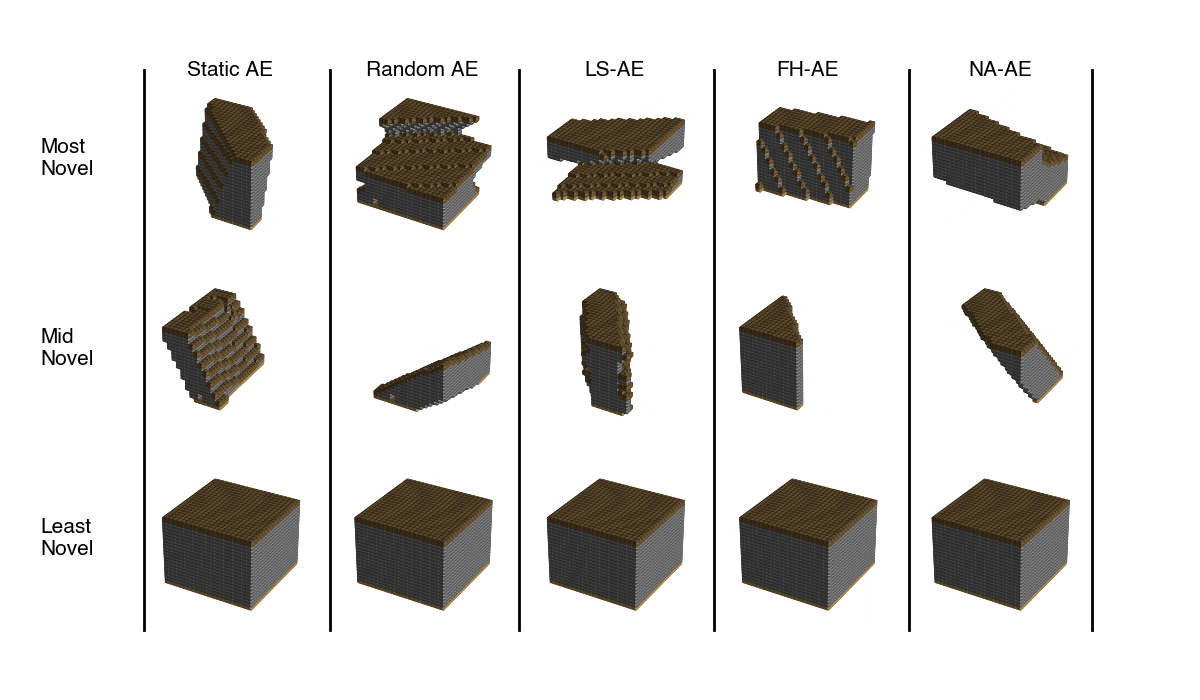 Static AE
Random AE
LS-AE
FH-AE
NA-AE
Most
Novel
Mid
Novel
Least
Novel